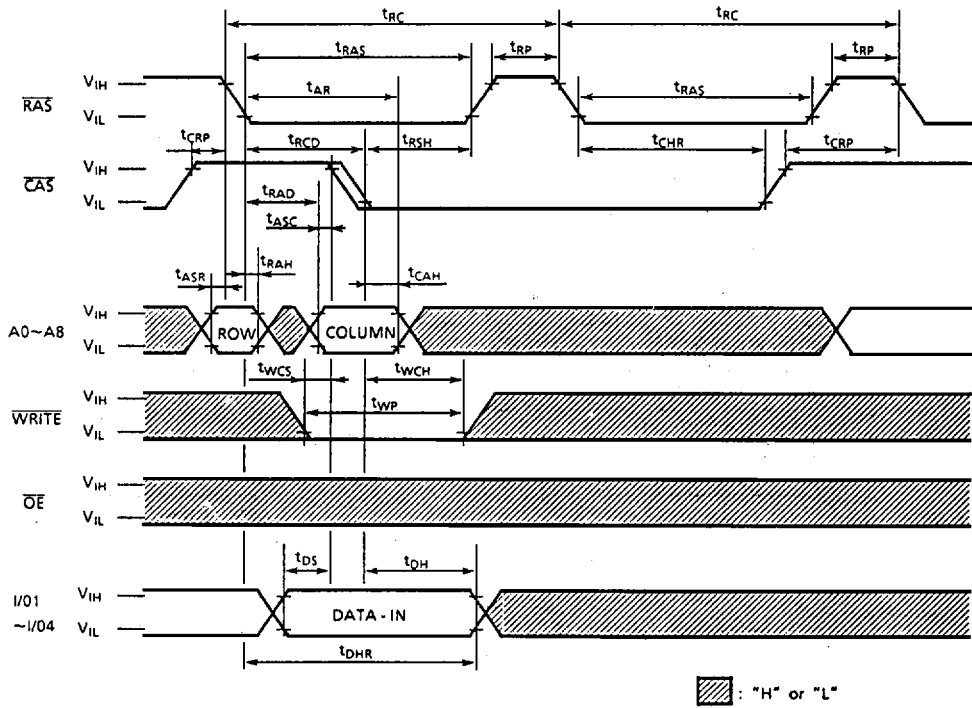 tRC tRC
tRAS tRP tRP
VIH tAR tRAS
RAS
VIL
tCRP tRCD tRSH tCHR tCRP
VIH
CAS
VIL tRAD
tASC
tASR tRAH tCAH
VIH
A0~A8 ROW COLUMN
VIL
tWCS tWCH
VIH tWP
WRITE
VIL
VIH
OE
VIL
tDS tDH
I/01 VIH
DATA - IN
~I/04 VIL
tDHR
: "H" or "L"